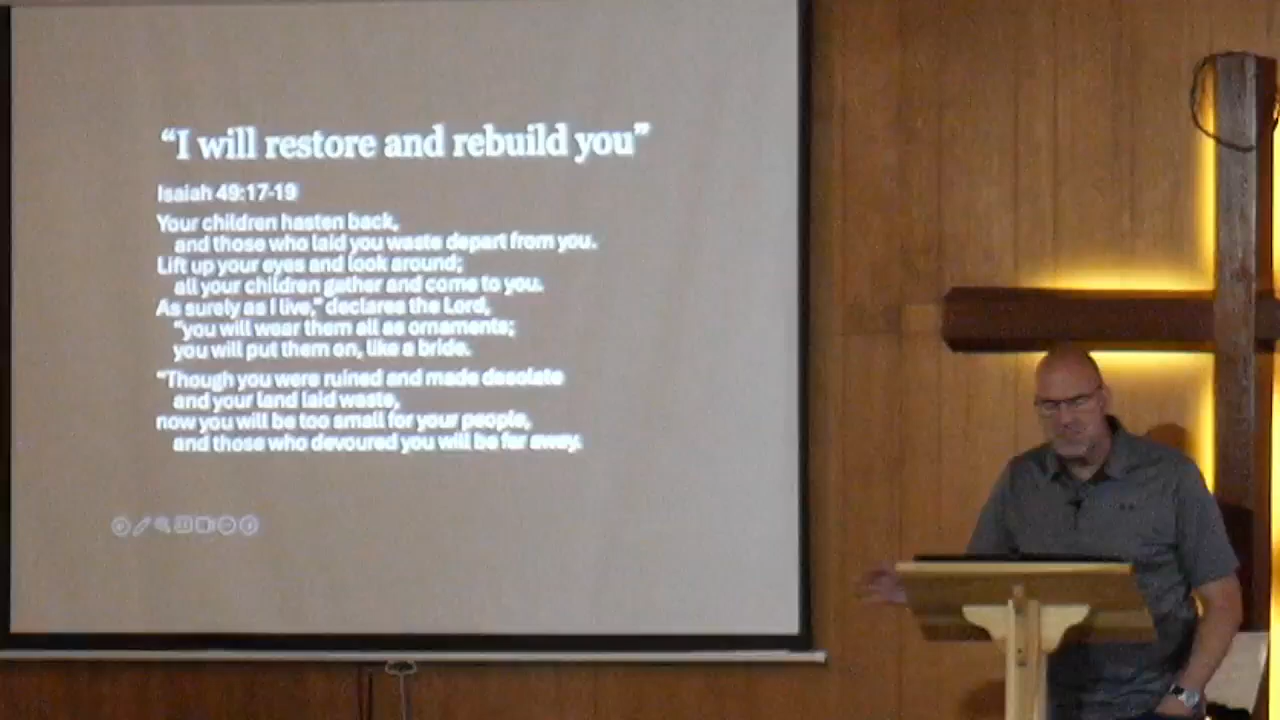 “I will restore and rebuild you”
Isaiah 49:17-19
Your children hasten back,
and those who laid you waste depart from you.
Lift up your eyes and look around;
all your children gather and come to you.
As surely as I live,” declares the Lord,
“you will wear them all as ornaments;
you will put them on, like a bride.
“Though you were ruined and made desolate
and your land laid waste,
now you will be too small for your people,
and those who devoured you will be far away.